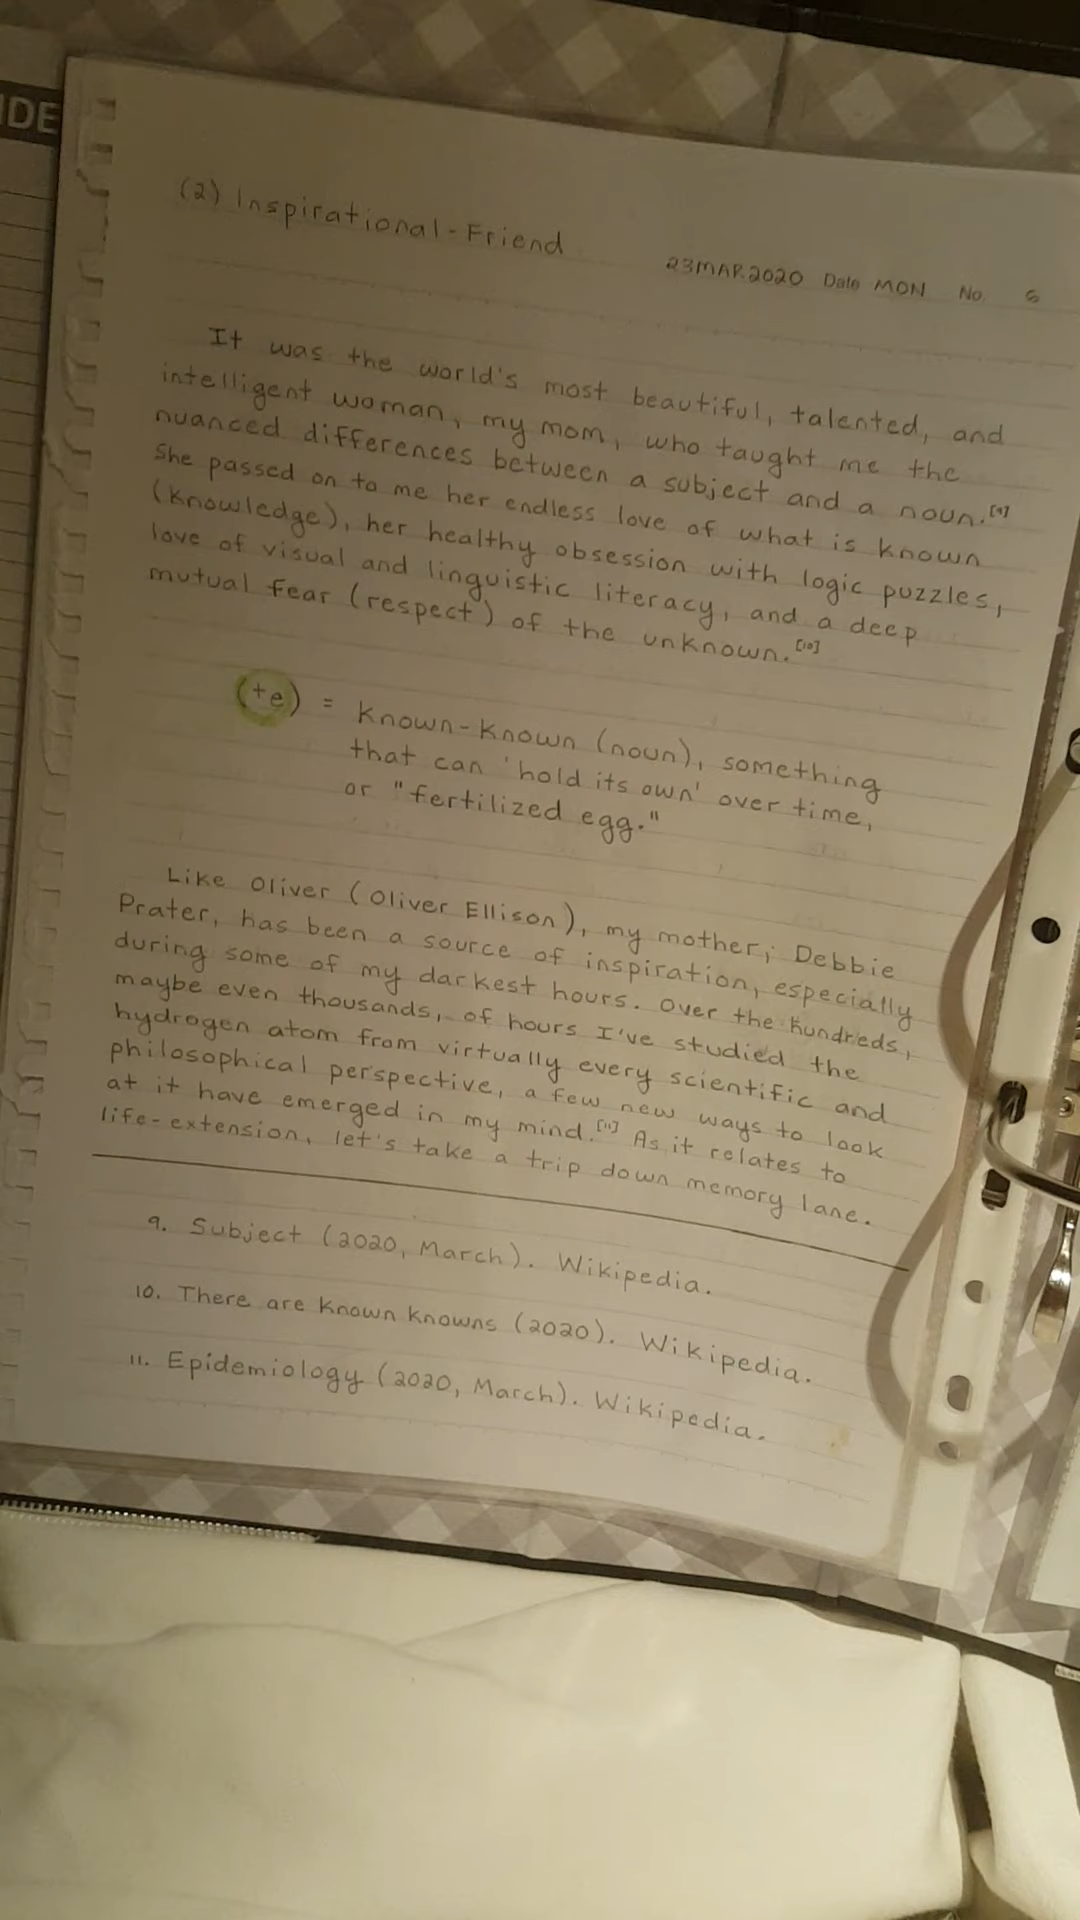 IDE
(2) Inspirational-Friend
23MAR.2020 Date MON No. 6
It was the world's most beautiful, talented, and
intelligent woman, my mom, who taught me the
nuanced differences between a subject and a noun.[9]
She passed on to me her endless love of what is known
(knowledge), her healthy obsession with logic puzzles,
love of visual and linguistic literacy, and a deep
mutual fear (respect) of the unknown.[10]
(+e) = Known-Known (noun), something
that can 'hold its own' over time,
or "fertilized egg."
Like Oliver (Oliver Ellison), my mother; Debbie
Prater, has been a source of inspiration, especially
during some of my darkest hours. Over the hundreds,
maybe even thousands, of hours I've studied the
hydrogen atom from virtually every scientific and
philosophical perspective, a few new ways to look
at it have emerged in my mind.[11] As it relates to
life-extension, let's take a trip down memory lane.
9. Subject (2020, March). Wikipedia.
10. There are known knowns (2020). Wikipedia.
11. Epidemiology (2020, March). Wikipedia.